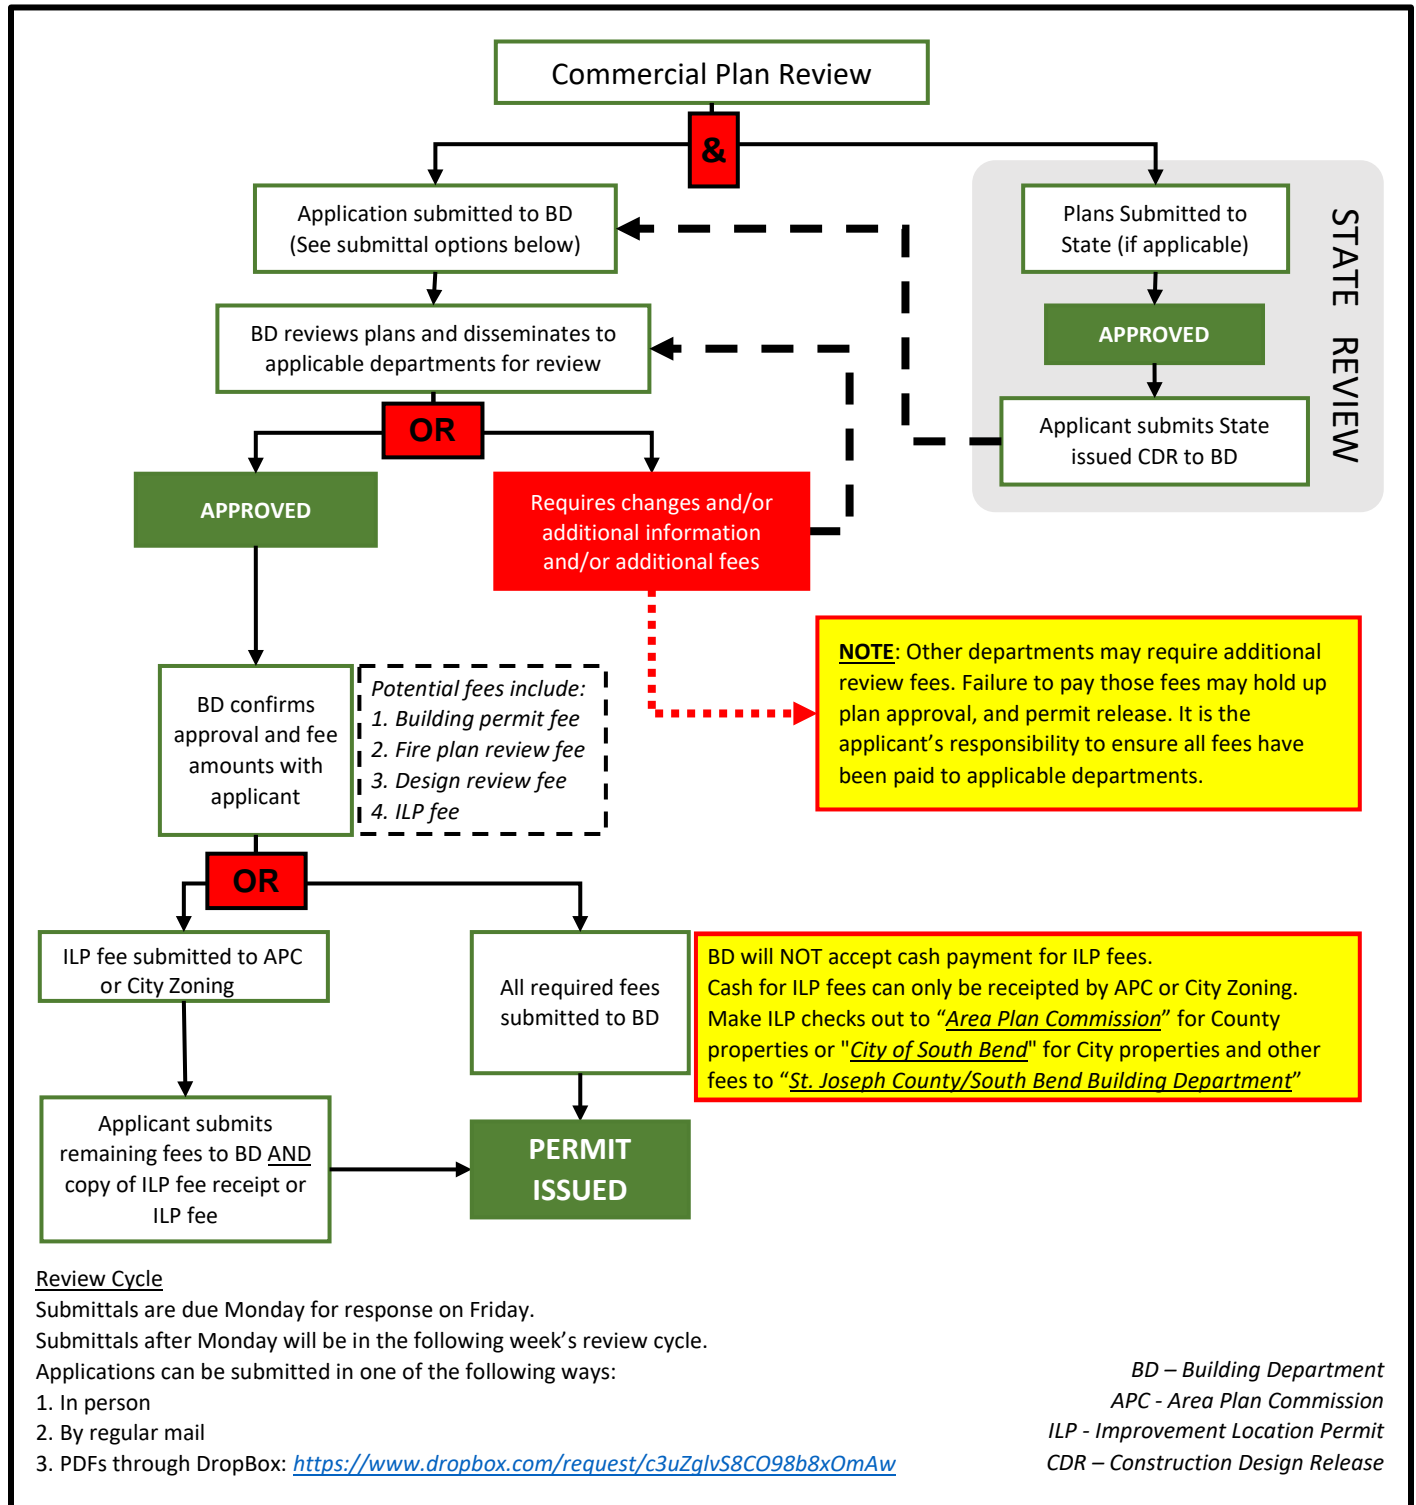 Commercial Plan Review
&
Application submitted to BD
(See submittal options below)
Plans Submitted to
State (if applicable)
STATE REVIEW
APPROVED
Applicant submits State
issued CDR to BD
BD reviews plans and disseminates to
applicable departments for review
OR
APPROVED
Requires changes and/or
additional information
and/or additional fees
NOTE: Other departments may require additional
review fees. Failure to pay those fees may hold up
plan approval, and permit release. It is the
applicant’s responsibility to ensure all fees have
been paid to applicable departments.
BD confirms
approval and fee
amounts with
applicant
Potential fees include:
1. Building permit fee
2. Fire plan review fee
3. Design review fee
4. ILP fee
OR
ILP fee submitted to APC
or City Zoning
All required fees
submitted to BD
BD will NOT accept cash payment for ILP fees.
Cash for ILP fees can only be receipted by APC or City Zoning.
Make ILP checks out to “Area Plan Commission” for County
properties or "City of South Bend" for City properties and other
fees to “St. Joseph County/South Bend Building Department”
Applicant submits
remaining fees to BD AND
copy of ILP fee receipt or
ILP fee
PERMIT
ISSUED
Review Cycle
Submittals are due Monday for response on Friday.
Submittals after Monday will be in the following week’s review cycle.
Applications can be submitted in one of the following ways:
1. In person
2. By regular mail
3. PDFs through DropBox: https://www.dropbox.com/request/c3uZglvS8CO98b8xOmAw
BD – Building Department
APC - Area Plan Commission
ILP - Improvement Location Permit
CDR – Construction Design Release